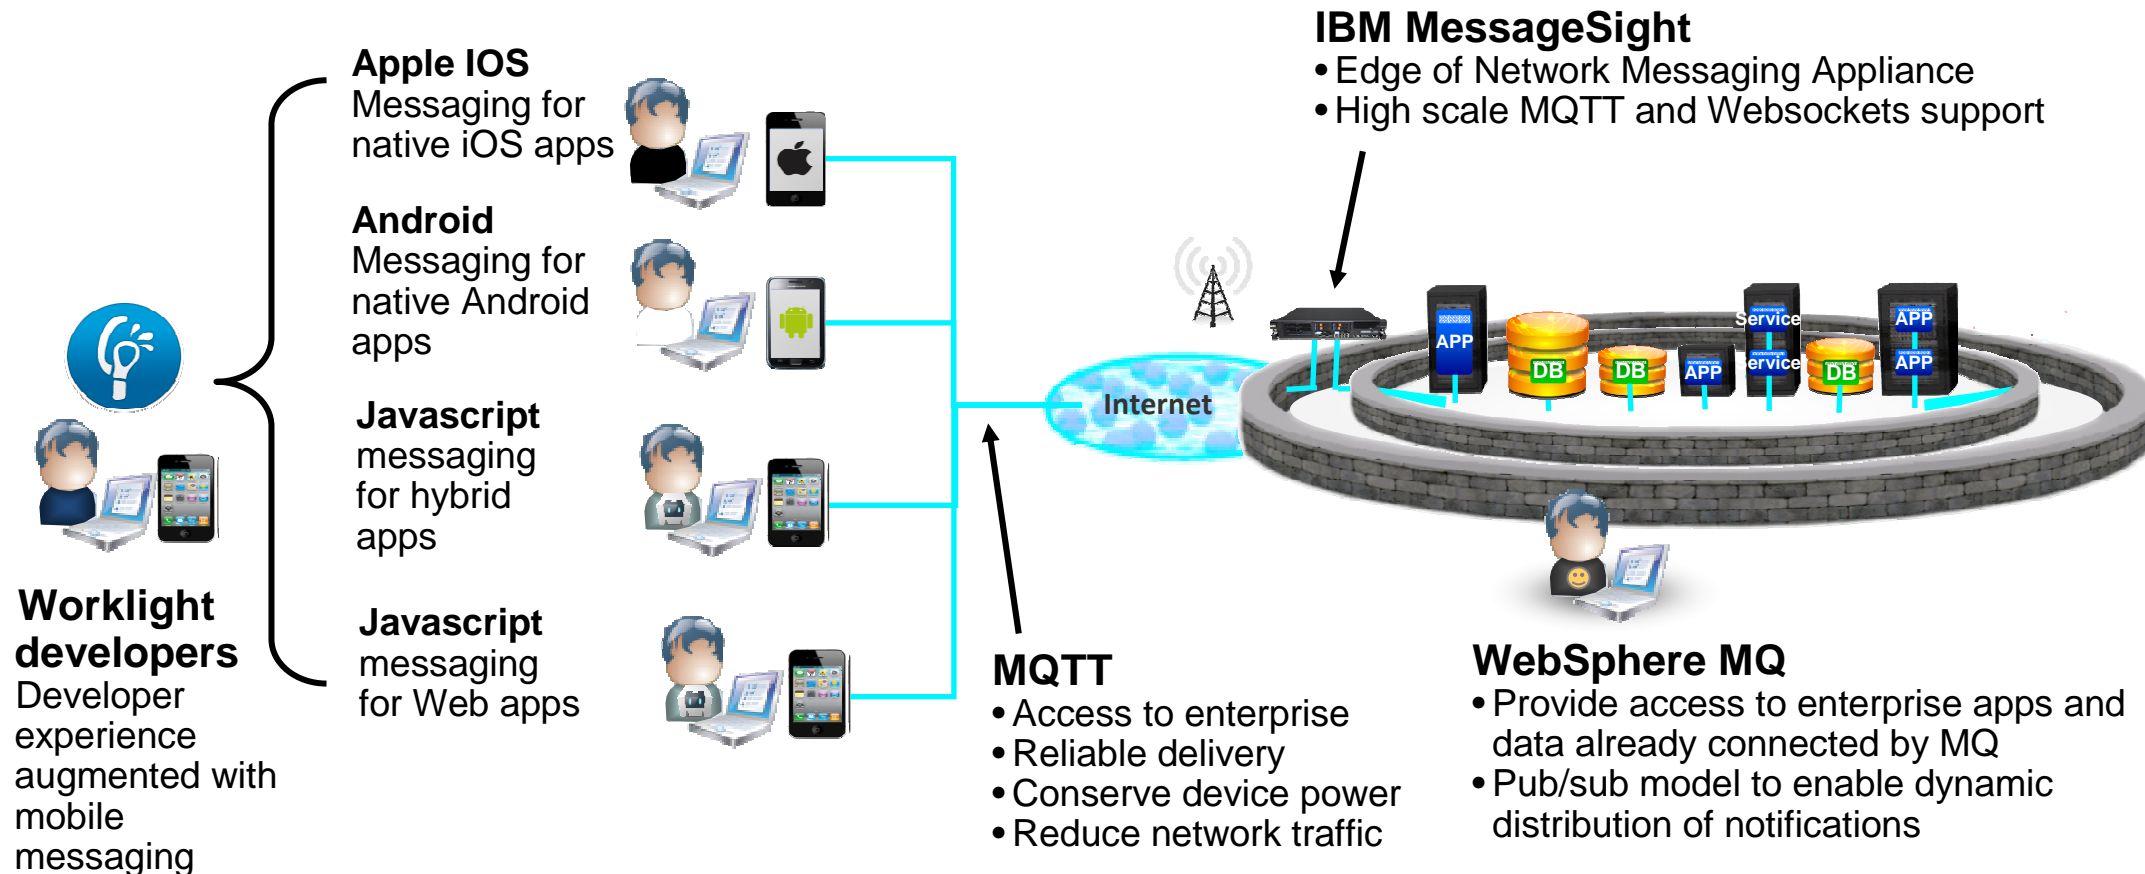 IBM MessageSight
• Edge of Network Messaging Appliance
• High scale MQTT and Websockets support
Apple IOS
Messaging for
native iOS apps
Android
Messaging for
native Android
apps
Javascript
messaging
for hybrid
apps
Javascript
messaging
for Web apps
Worklight
developers
Developer
experience
augmented with
mobile
messaging
Internet
APP
DB
DB
APP
Service
Service
DB
APP
APP
MQTT
• Access to enterprise
• Reliable delivery
• Conserve device power
• Reduce network traffic
WebSphere MQ
• Provide access to enterprise apps and
data already connected by MQ
• Pub/sub model to enable dynamic
distribution of notifications